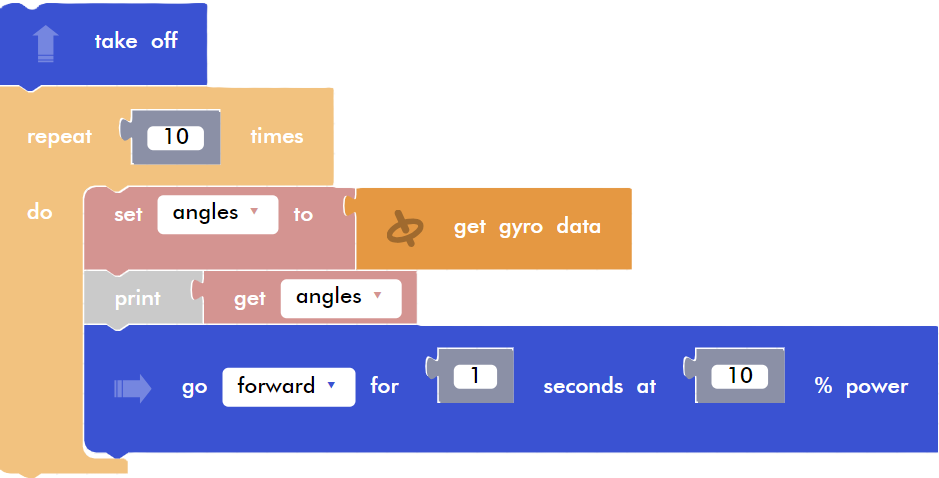 take off
repeat 10 times
do set angles to get gyro data
print get angles
go forward for 1 seconds at 10 % power